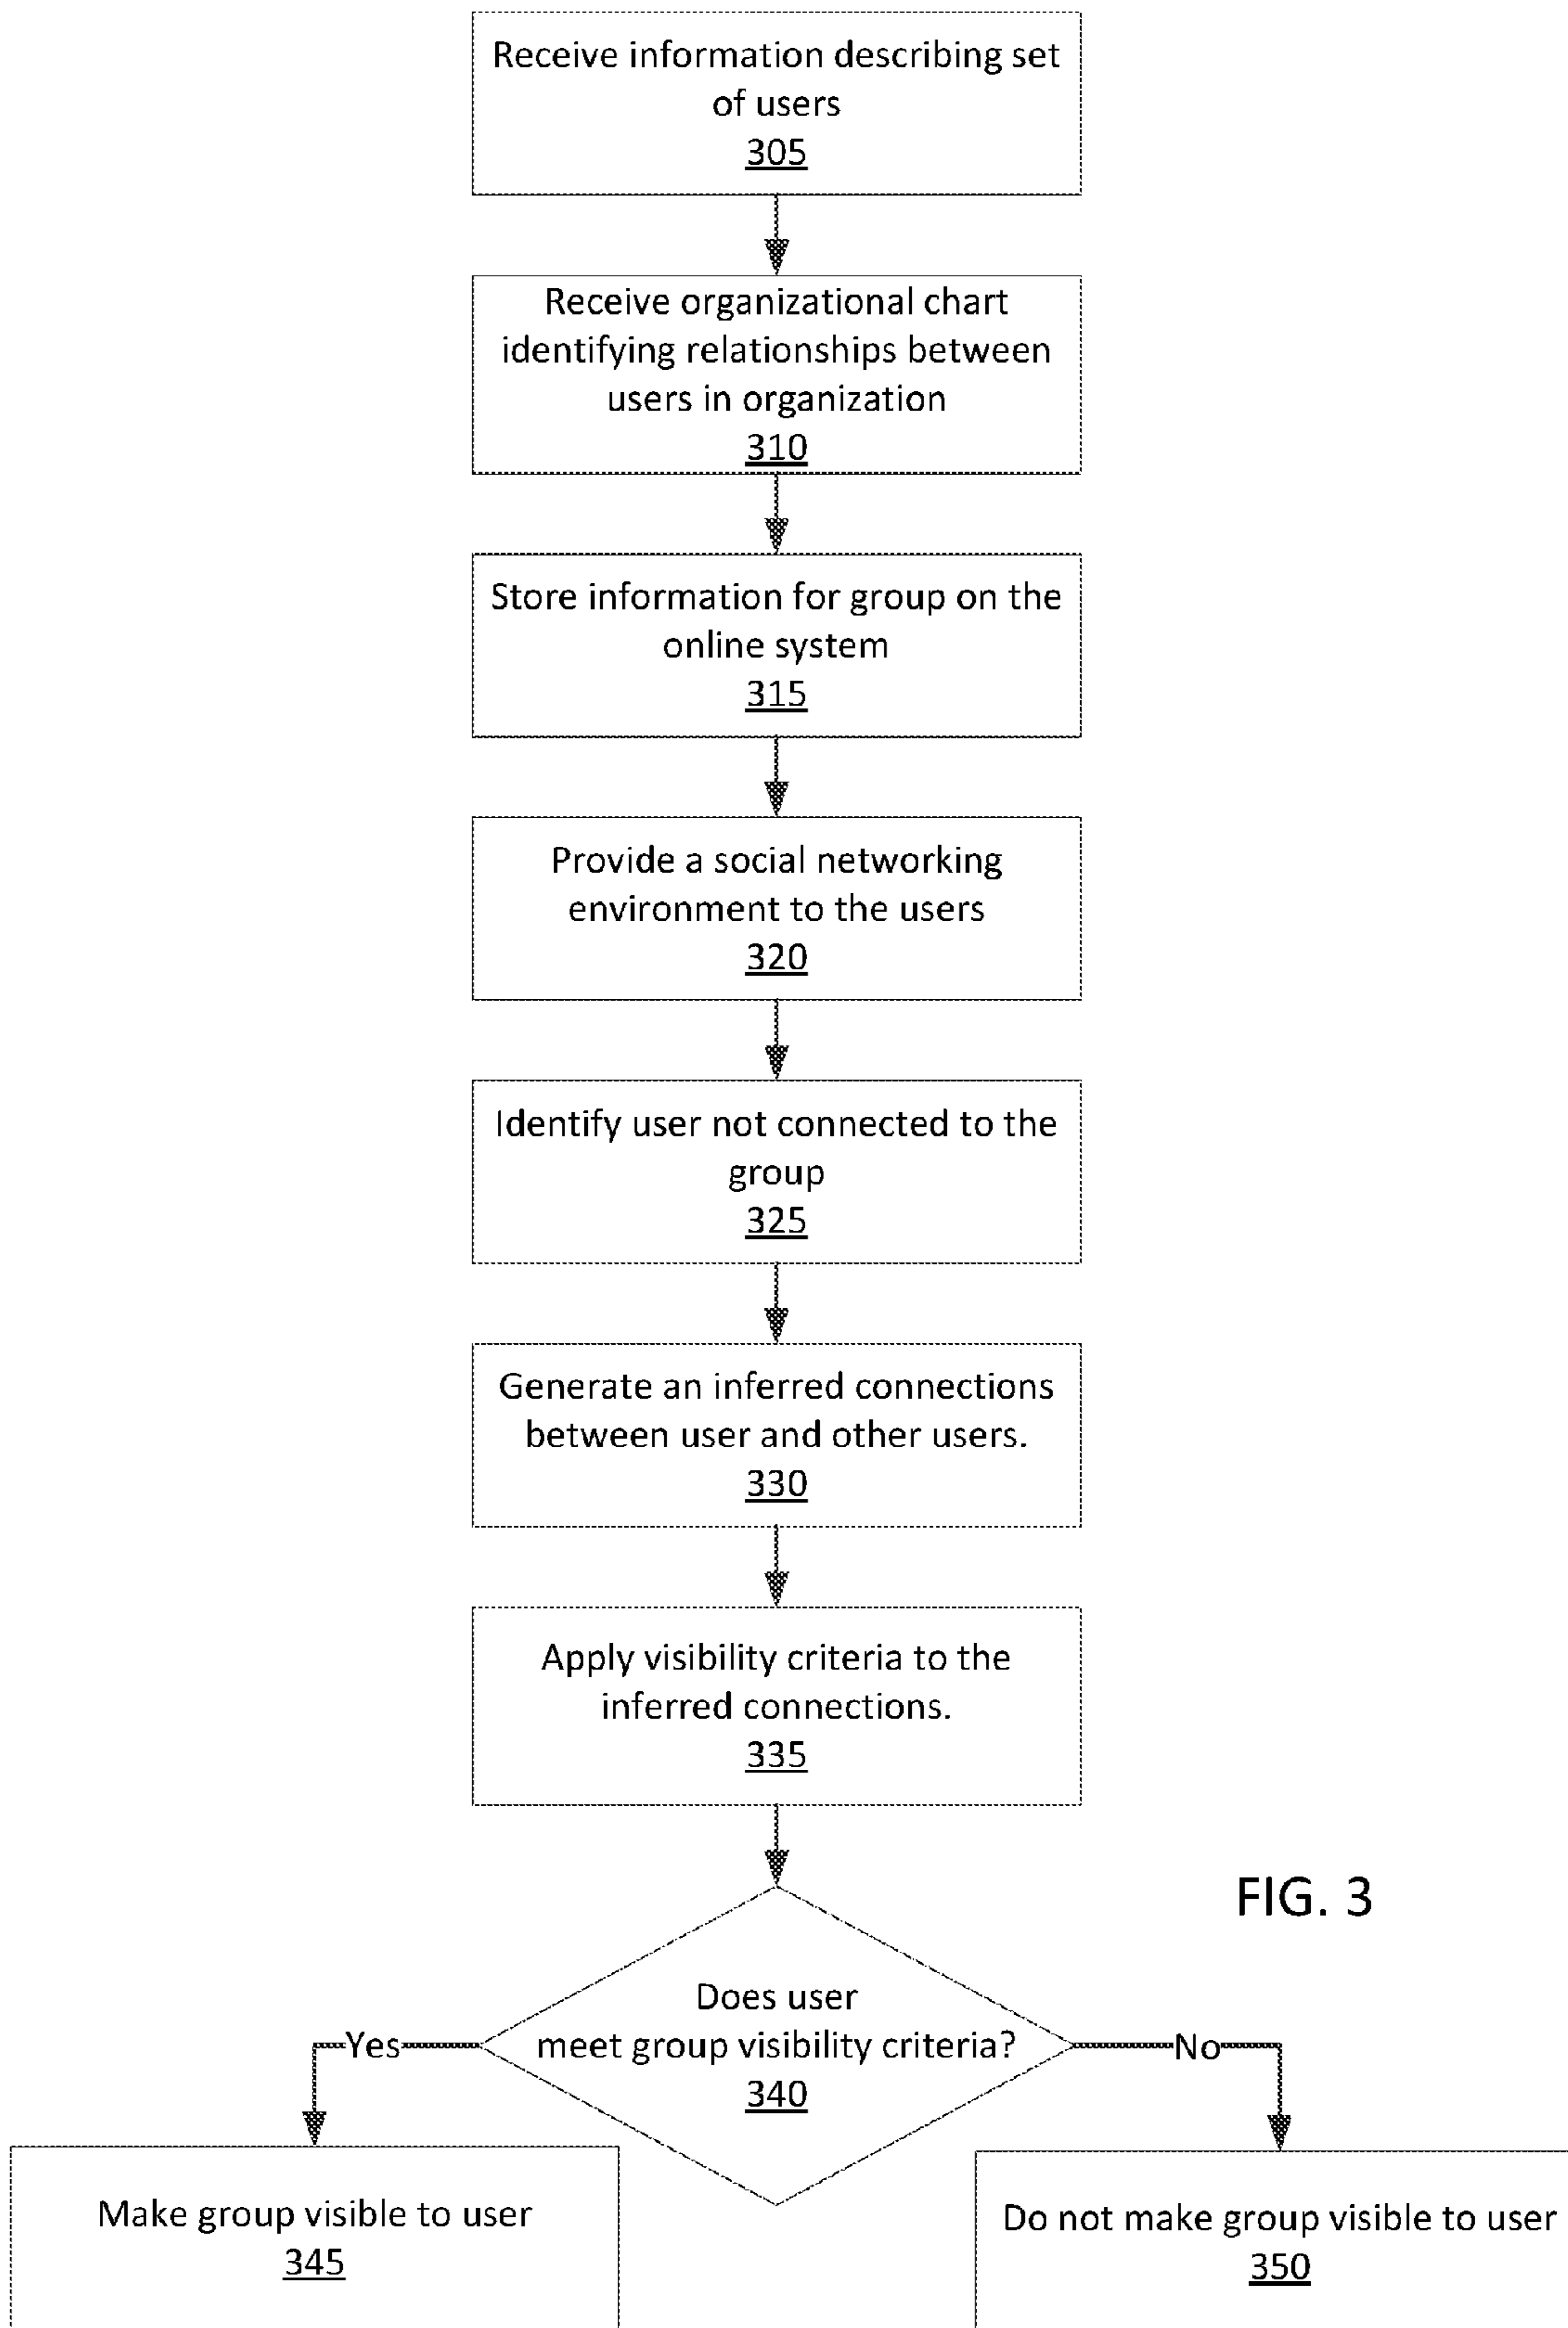 Receive information describing set
of users
305
Receive organizational chart
identifying relationships between
users in organization
310
Store information for group on the
online system
315
Provide a social networking
environment to the users
320
Identify user not connected to the
group
325
Generate an inferred connections
between user and other users.
330
Apply visibility criteria to the
inferred connections.
335
FIG. 3
Does user
meet group visibility criteria?
340
Yes
No
Make group visible to user
345
Do not make group visible to user
350